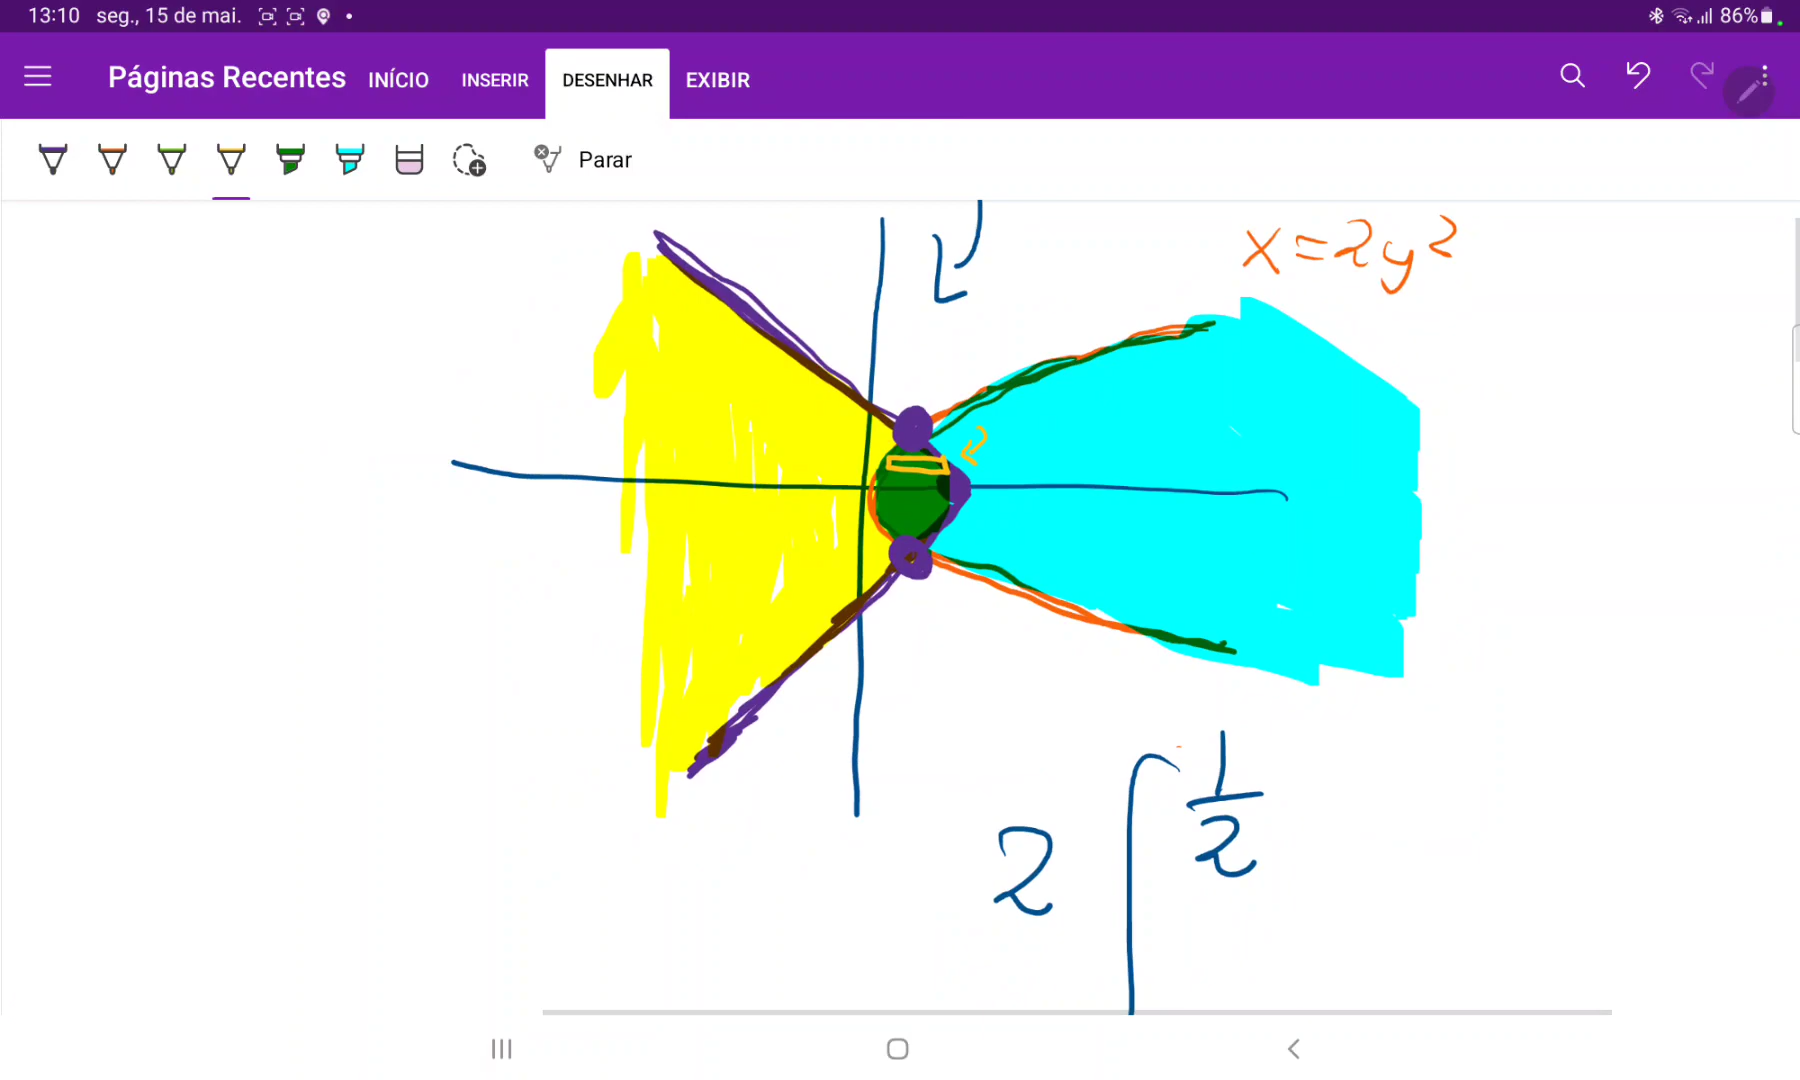 13:10 seg., 15 de mai. 86%
Páginas Recentes INÍCIO INSERIR DESENHAR EXIBIR
Parar
x=2y²
2 ∫ 1/2